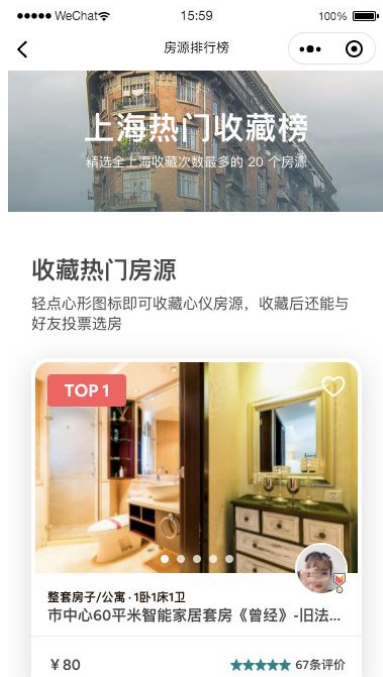 WeChat
15:59
100%
房源排行榜
上海热门收藏榜
精选全上海收藏次数最多的 20 个房源
收藏热门房源
轻点心形图标即可收藏心仪房源，收藏后还能与
好友投票选房
TOP 1
整套房子/公寓 · 1卧1床1卫
市中心60平米智能家居套房《曾经》-旧法...
¥80
67条评价